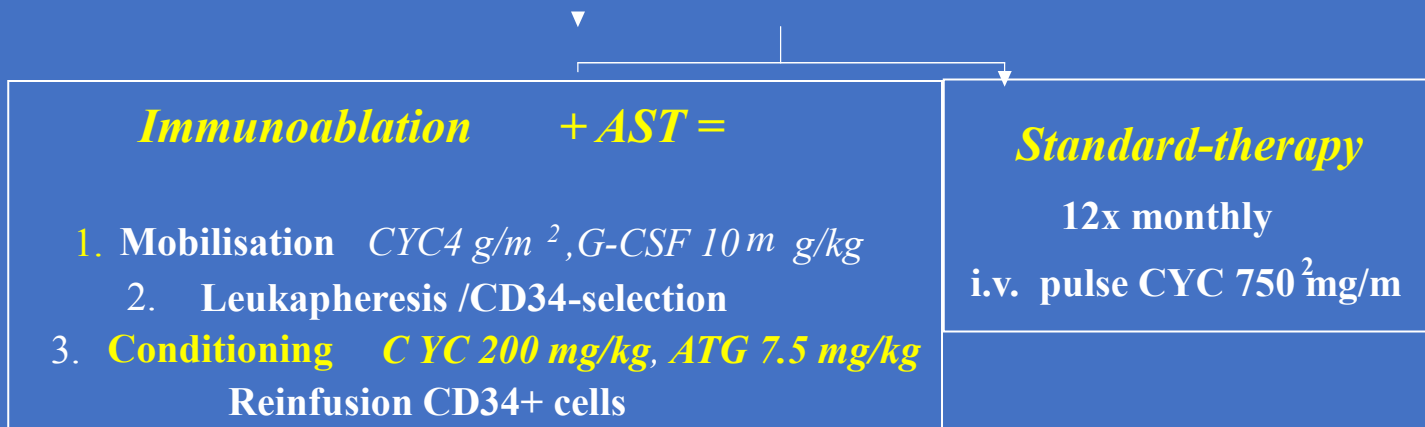 Immunoablation + AST =
1. Mobilisation CYC4 g/m ² ,G-CSF 10 m g/kg
2. Leukapheresis /CD34-selection
3. Conditioning C YC 200 mg/kg, ATG 7.5 mg/kg
Reinfusion CD34+ cells
Standard-therapy
12x monthly
i.v. pulse CYC 750 ²mg/m